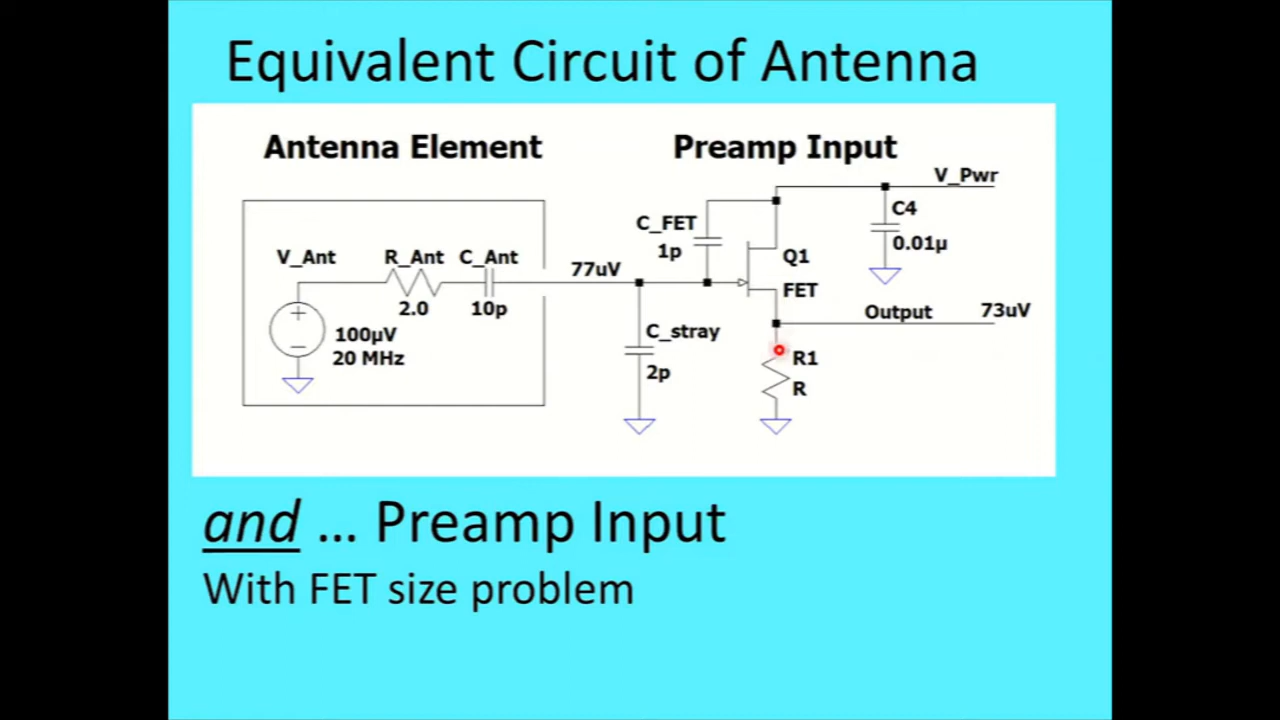 Equivalent Circuit of Antenna
Antenna Element
Preamp Input
V_Pwr
C_FET
1p
C4
0.01µ
V_Ant
R_Ant
C_Ant
77uV
Q1
FET
2.0
10p
+
−
100µV
20 MHz
Output
73uV
C_stray
2p
R1
R
and ... Preamp Input
With FET size problem